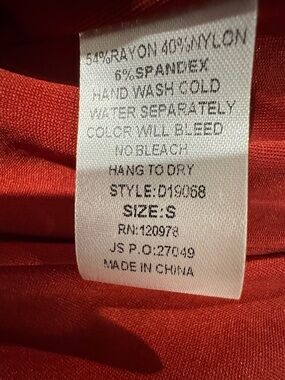 54%RAYON 40%NYLON
6%SPANDEX
HAND WASH COLD
WATER SEPARATELY
COLOR WILL BLEED
NO BLEACH
HANG TO DRY
STYLE:D19068
SIZE:S
RN:120978
JS P.O:27049
MADE IN CHINA